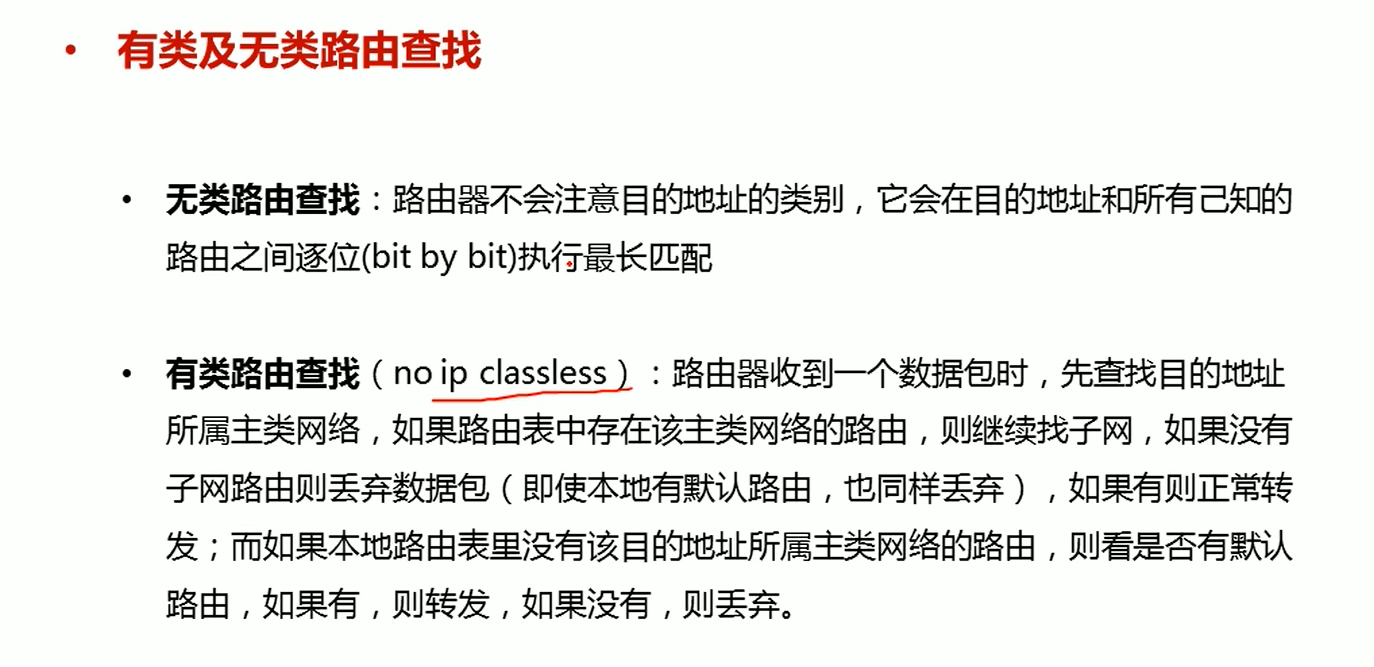 • 有类及无类路由查找
• 无类路由查找：路由器不会注意目的地址的类别，它会在目的地址和所有己知的
路由之间逐位(bit by bit)执行最长匹配
• 有类路由查找（no ip classless）：路由器收到一个数据包时，先查找目的地址
所属主类网络，如果路由表中存在该主类网络的路由，则继续找子网，如果没有
子网路由则丢弃数据包（即使本地有默认路由，也同样丢弃），如果有则正常转
发；而如果本地路由表里没有该目的地址所属主类网络的路由，则看是否有默认
路由，如果有，则转发，如果没有，则丢弃。